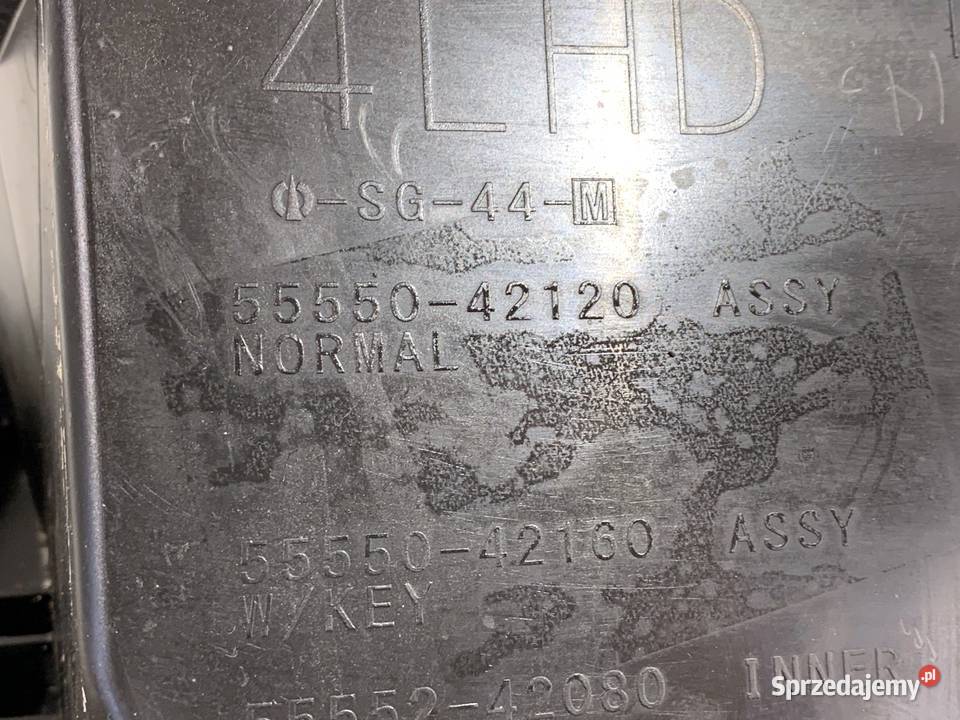 4LHD
-SG-44-M
55550-42120 ASSY
NORMAL
55550-42160 ASSY
W/KEY
55552-42080 INNER
Sprzedajemy.pl